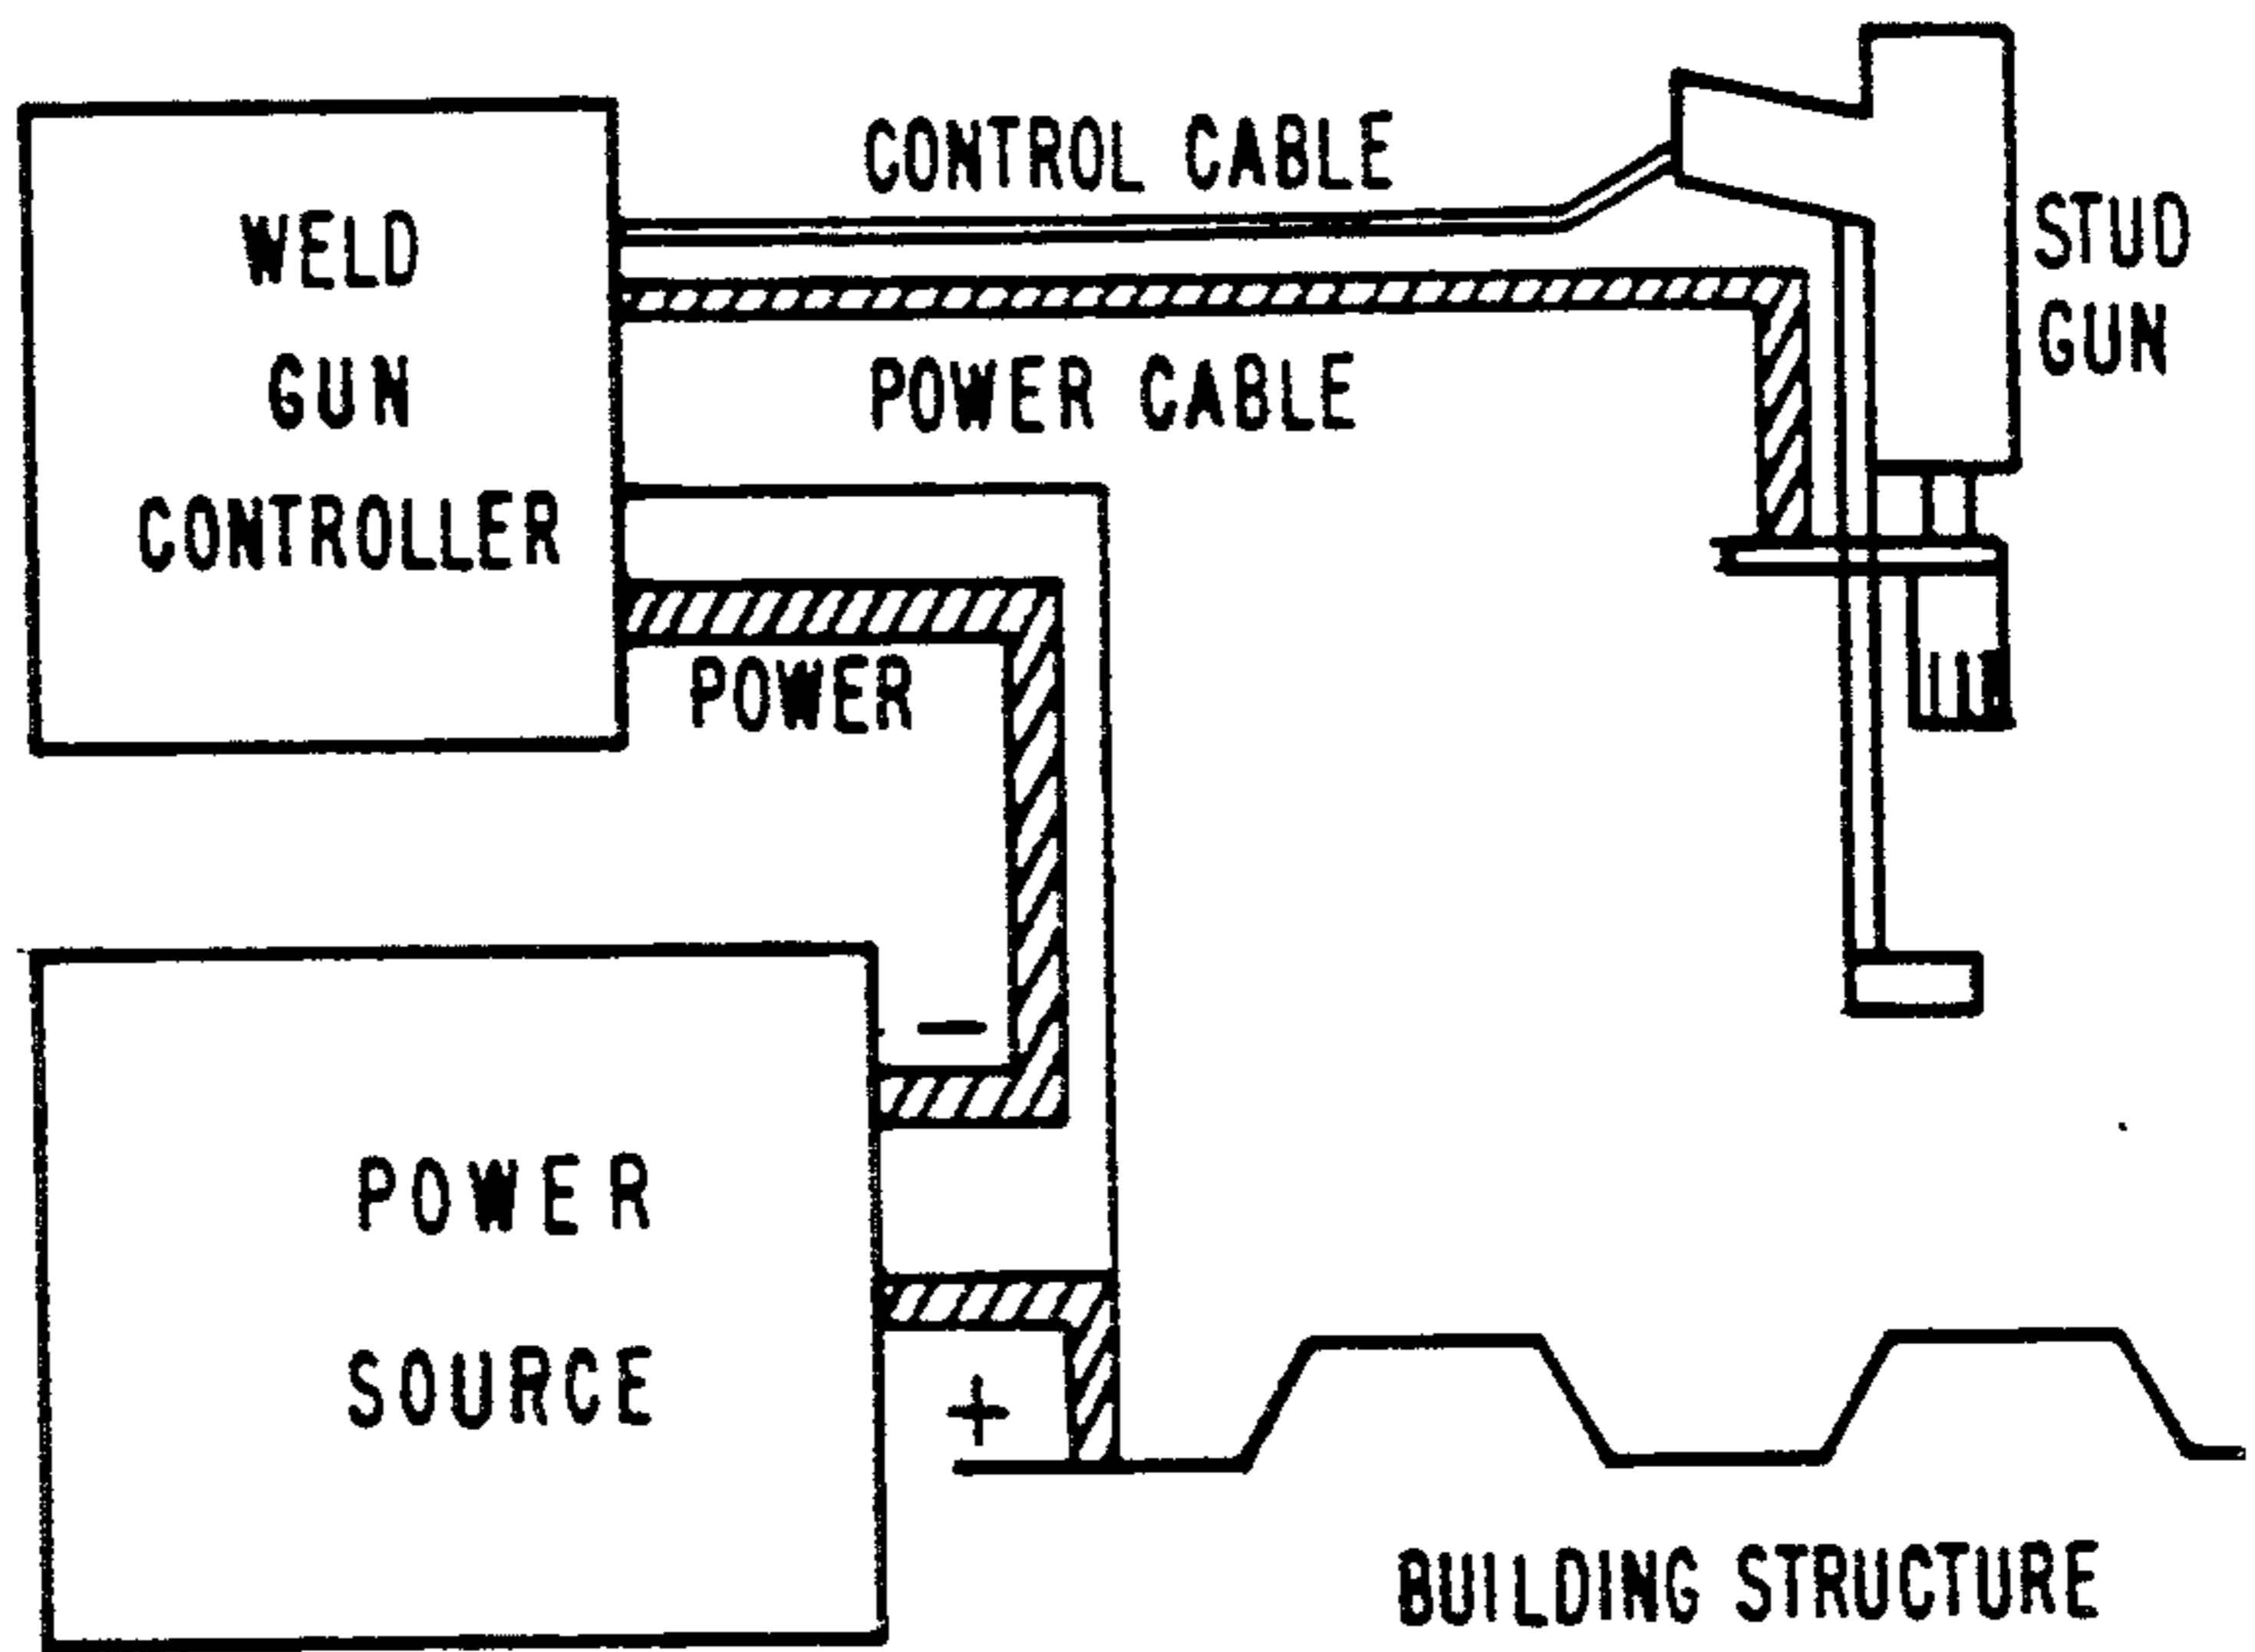 CONTROL CABLE
WELD
GUN
CONTROLLER
STUD
GUN
POWER CABLE
POWER
-
POWER
SOURCE
+
BUILDING STRUCTURE